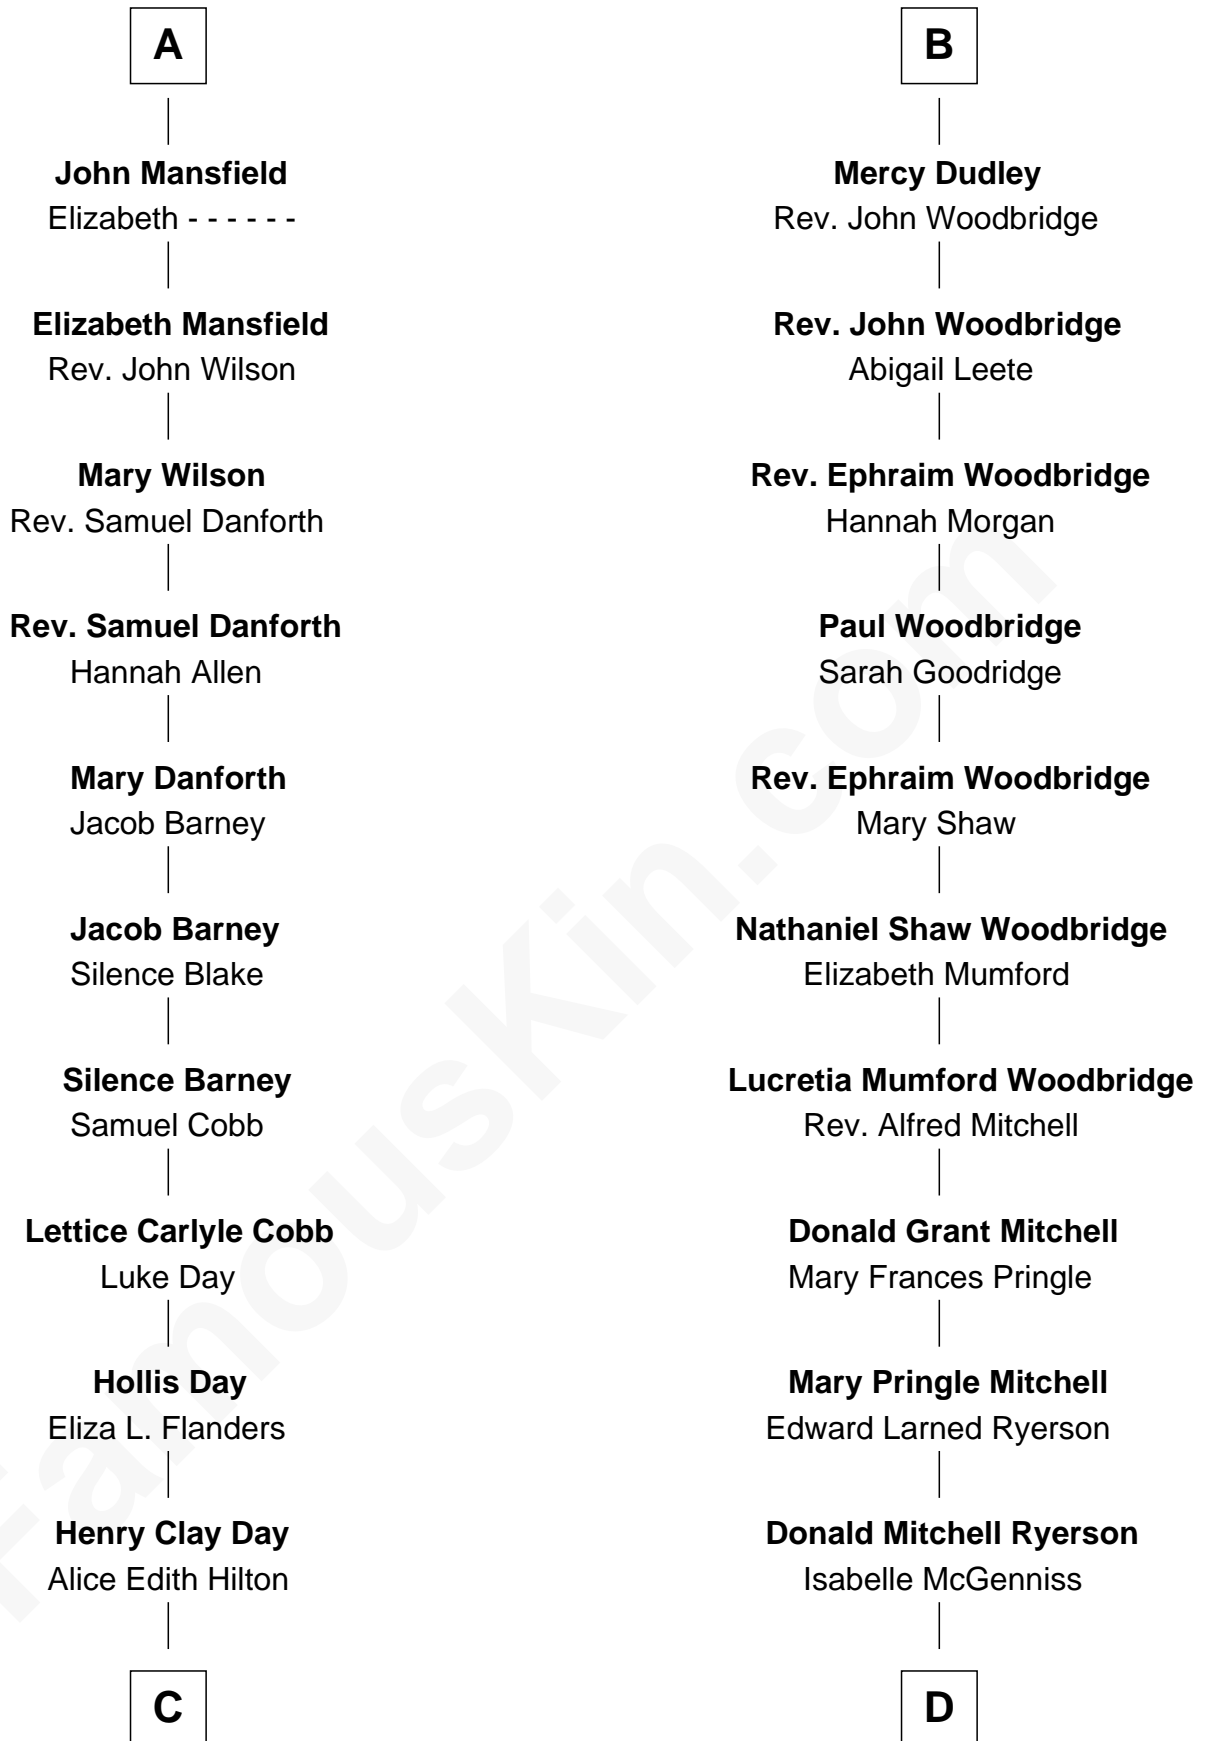 A
John Mansfield
Elizabeth - - - - - -
Elizabeth Mansfield
Rev. John Wilson
Mary Wilson
Rev. Samuel Danforth
Rev. Samuel Danforth
Hannah Allen
Mary Danforth
Jacob Barney
Jacob Barney
Silence Blake
Silence Barney
Samuel Cobb
Lettice Carlyle Cobb
Luke Day
Hollis Day
Eliza L. Flanders
Henry Clay Day
Alice Edith Hilton
C
B
Mercy Dudley
Rev. John Woodbridge
Rev. John Woodbridge
Abigail Leete
Rev. Ephraim Woodbridge
Hannah Morgan
Paul Woodbridge
Sarah Goodridge
Rev. Ephraim Woodbridge
Mary Shaw
Nathaniel Shaw Woodbridge
Elizabeth Mumford
Lucretia Mumford Woodbridge
Rev. Alfred Mitchell
Donald Grant Mitchell
Mary Frances Pringle
Mary Pringle Mitchell
Edward Larned Ryerson
Donald Mitchell Ryerson
Isabelle McGenniss
D
FamousKin.com